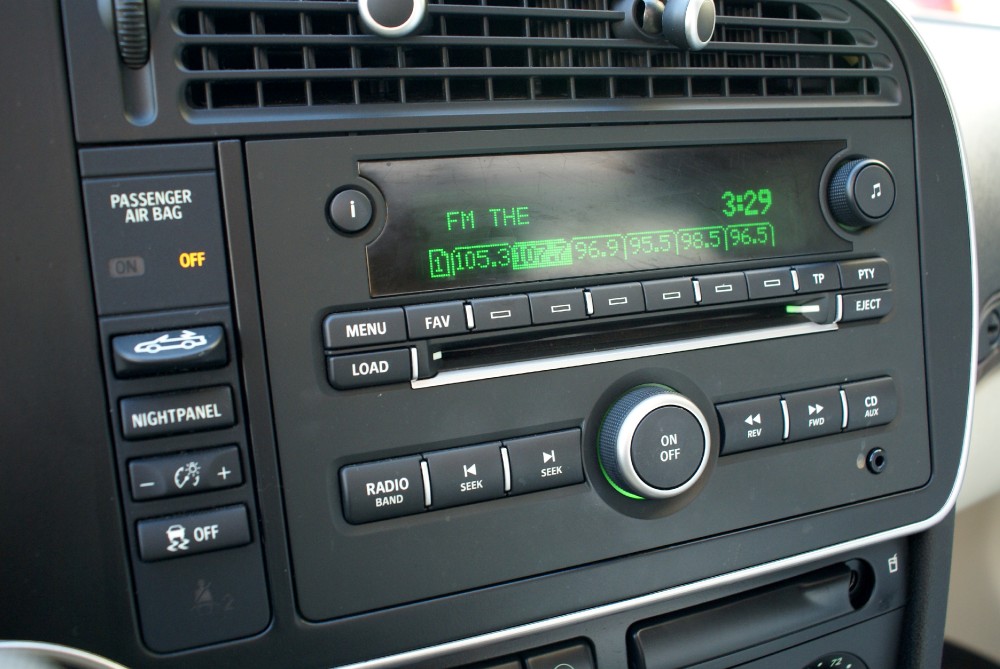 PASSENGER
AIR BAG
ON OFF
NIGHTPANEL
- +
OFF
2
i
FM THE 3:29
1 105.3 107.7 96.9 95.5 98.5 96.5
MENU FAV TP PTY
LOAD EJECT
RADIO
BAND
SEEK
SEEK
ON
OFF
REV
FWD
CD
AUX
72